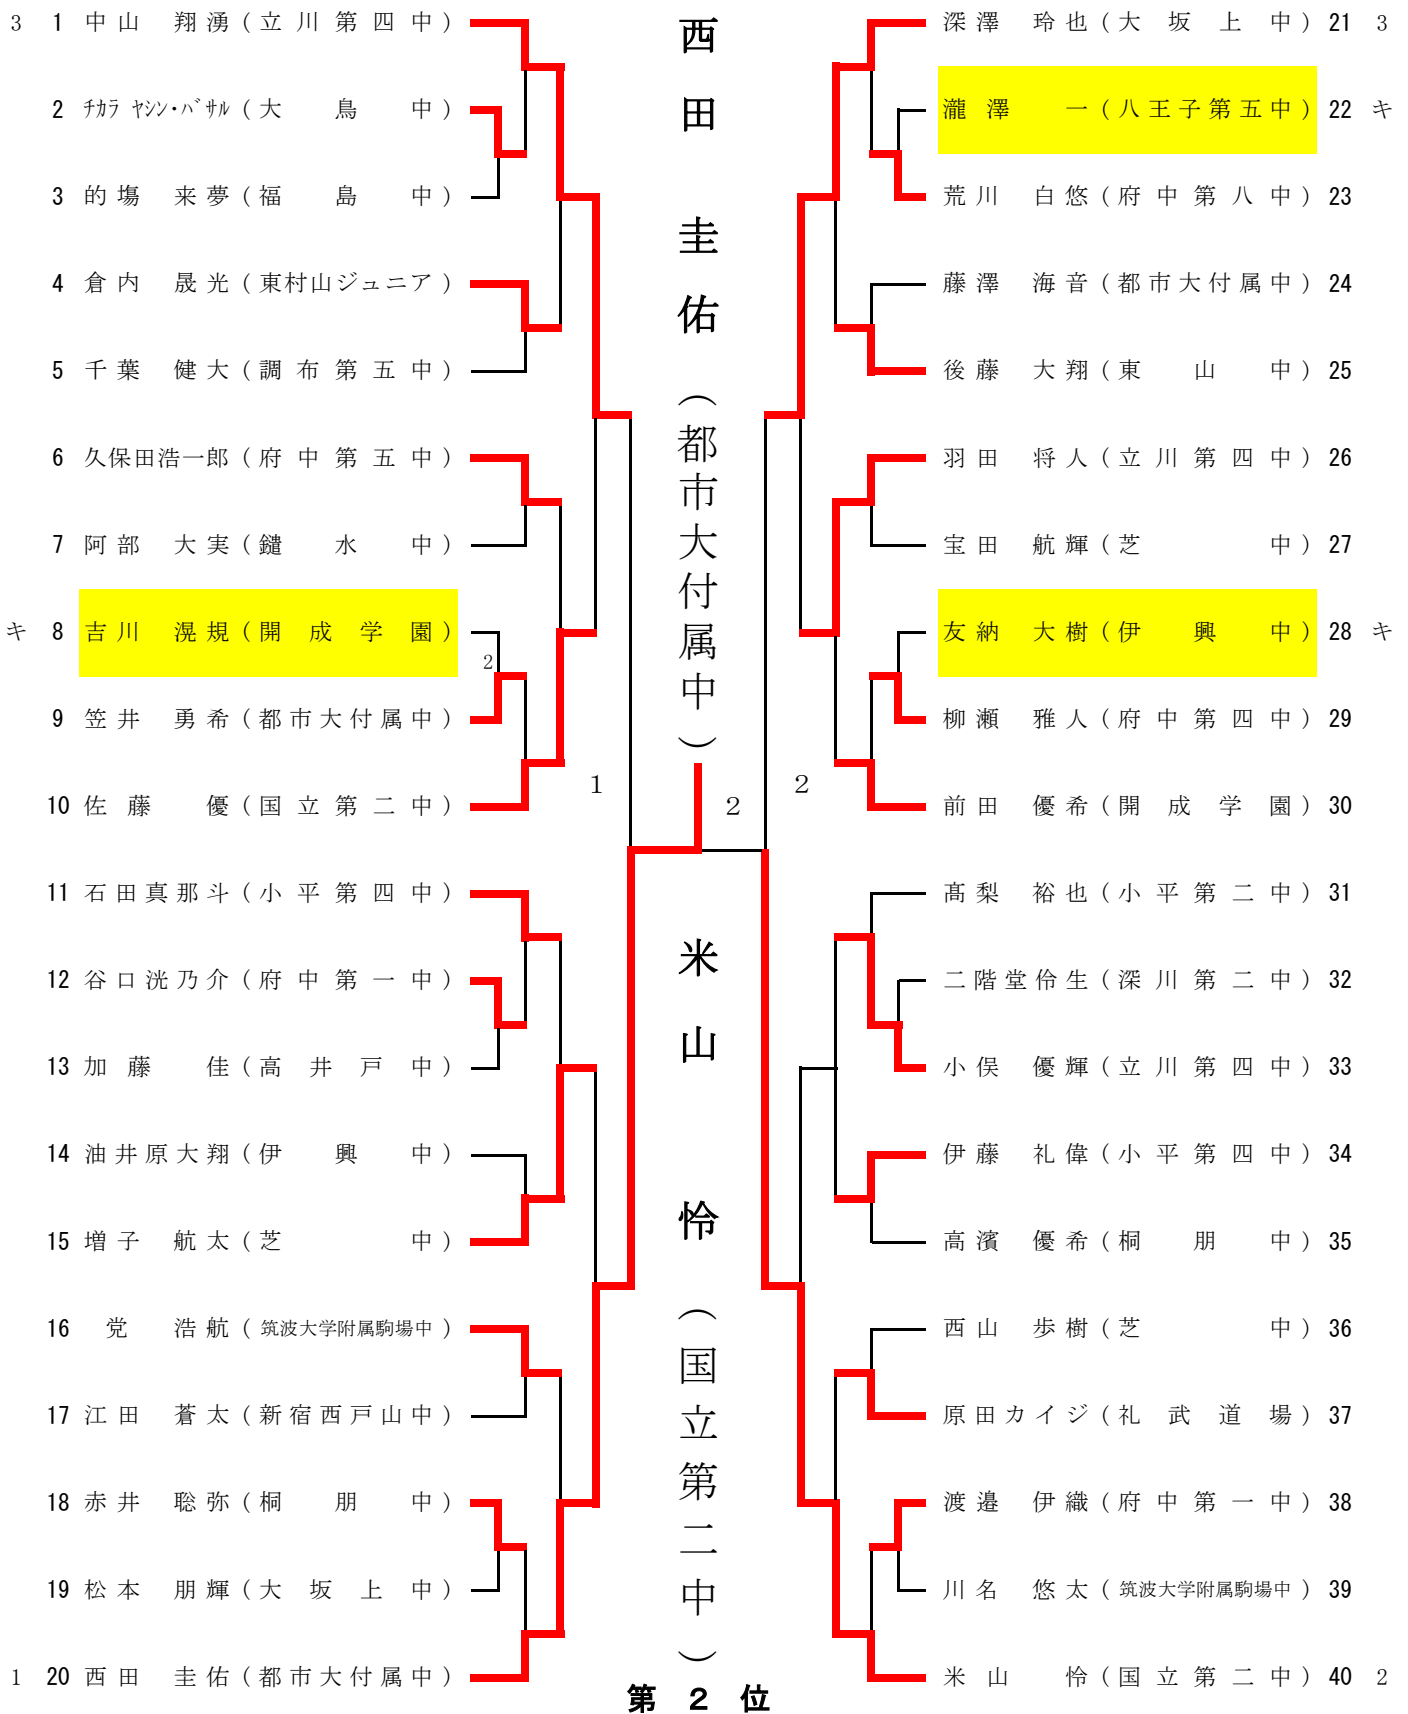 3 1 中山 翔湧(立川第四中)
2 ﾁｶﾗ ﾔｼﾝ・ﾊﾞｻﾙ(大鳥中)
3 的場 来夢(福島中)
4 倉内 晟光(東村山ジュニア)
5 千葉 健大(調布第五中)
6 久保田浩一郎(府中第五中)
7 阿部 大実(鑓水中)
キ 8 吉川 滉規(開成学園)
2
9 笠井 勇希(都市大付属中)
10 佐藤 優(国立第二中)
1
11 石田真那斗(小平第四中)
12 谷口洸乃介(府中第一中)
13 加藤 佳(高井戸中)
14 油井原大翔(伊興中)
15 増子 航太(芝中)
16 党 浩航(筑波大学附属駒場中)
17 江田 蒼太(新宿西戸山中)
18 赤井 聡弥(桐朋中)
19 松本 朋輝(大坂上中)
1 20 西田 圭佑(都市大付属中)
西田 圭佑(都市大付属中)
2
米山 怜(国立第二中)
第2位
深澤 玲也(大坂上中) 21 3
瀧澤 一(八王子第五中) 22 キ
荒川 白悠(府中第八中) 23
藤澤 海音(都市大付属中) 24
後藤 大翔(東山中) 25
羽田 将人(立川第四中) 26
宝田 航輝(芝中) 27
友納 大樹(伊興中) 28 キ
柳瀬 雅人(府中第四中) 29
2
前田 優希(開成学園) 30
髙梨 裕也(小平第二中) 31
二階堂伶生(深川第二中) 32
小俣 優輝(立川第四中) 33
伊藤 礼偉(小平第四中) 34
高濱 優希(桐朋中) 35
西山 歩樹(芝中) 36
原田カイジ(礼武道場) 37
渡邉 伊織(府中第一中) 38
川名 悠太(筑波大学附属駒場中) 39
米山 怜(国立第二中) 40 2